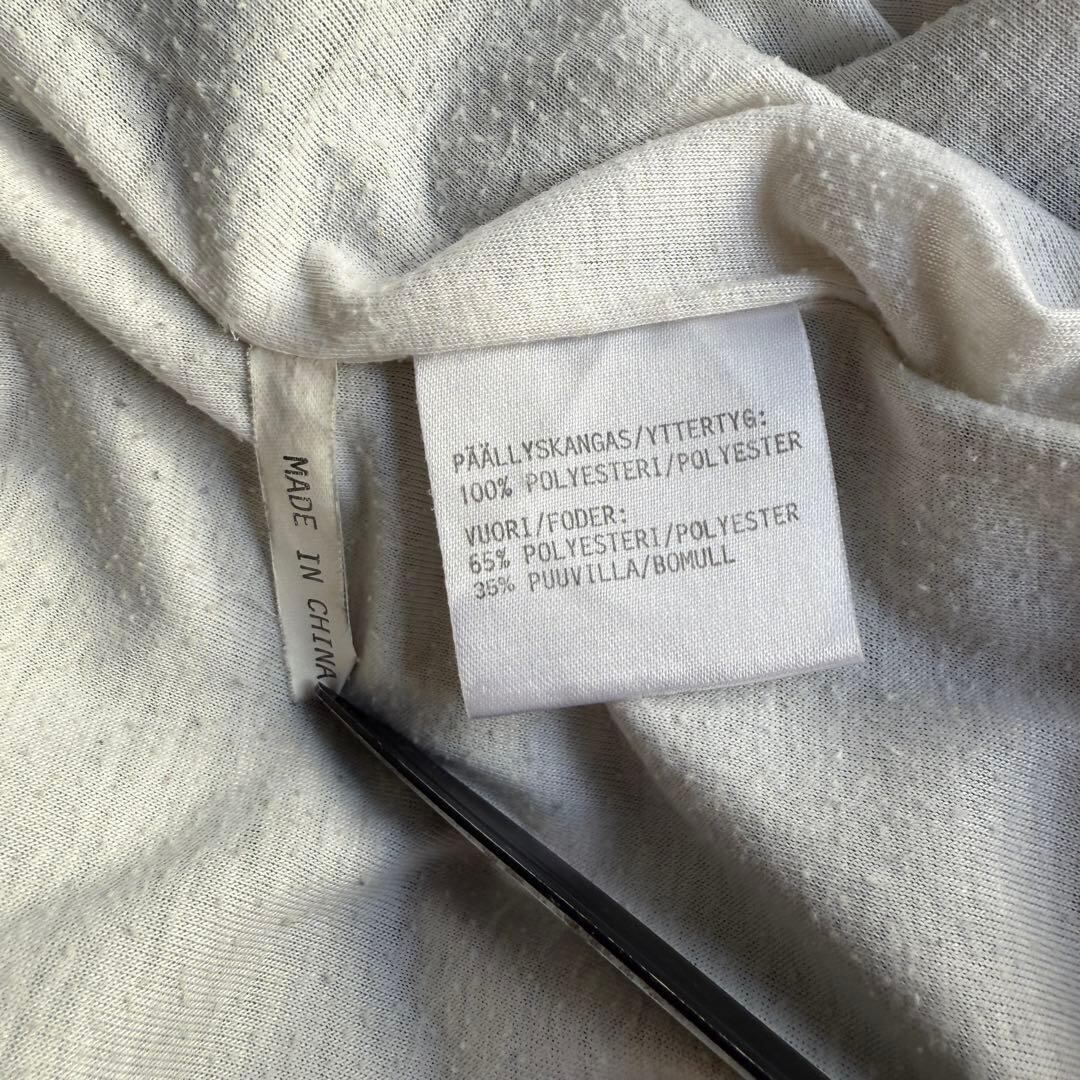 MADE IN CHINA
PÄÄLLYSKANGAS/YTTERTYG:
100% POLYESTERI/POLYESTER
VUORI/FODER:
65% POLYESTERI/POLYESTER
35% PUUVILLA/BOMULL